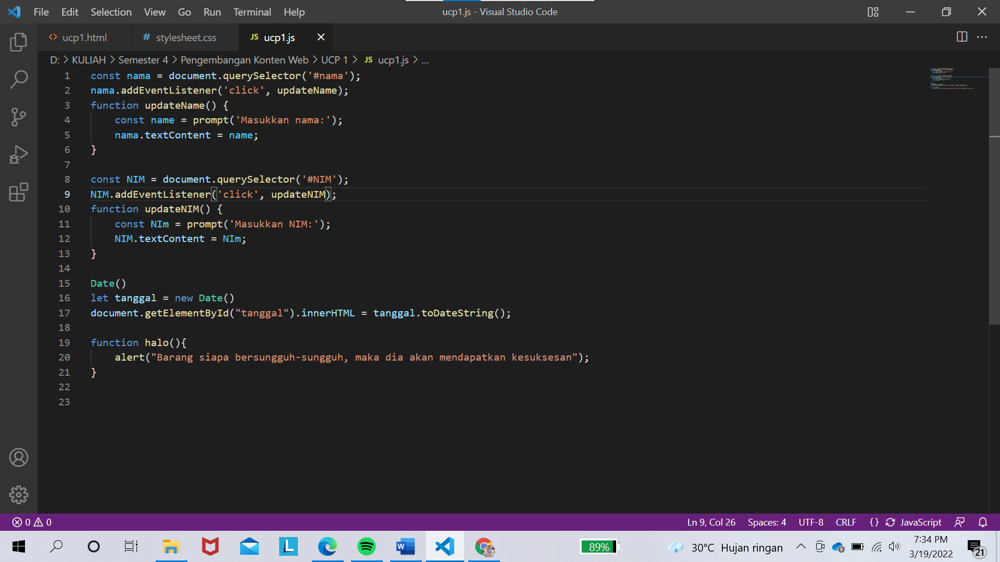 File Edit Selection View Go Run Terminal Help ucp1.js - Visual Studio Code
<> ucp1.html # stylesheet.css JS ucp1.js
D: > KULIAH > Semester 4 > Pengembangan Konten Web > UCP 1 > JS ucp1.js > ...
1 const nama = document.querySelector('#nama');
2 nama.addEventListener('click', updateName);
3 function updateName() {
4     const name = prompt('Masukkan nama:');
5     nama.textContent = name;
6 }
7
8 const NIM = document.querySelector('#NIM');
9 NIM.addEventListener('click', updateNIM);
10 function updateNIM() {
11     const NIm = prompt('Masukkan NIM:');
12     NIM.textContent = NIm;
13 }
14
15 Date()
16 let tanggal = new Date()
17 document.getElementById("tanggal").innerHTML = tanggal.toDateString();
18
19 function halo(){
20     alert("Barang siapa bersungguh-sungguh, maka dia akan mendapatkan kesuksesan");
21 }
22
23
0 0 Ln 9, Col 26 Spaces: 4 UTF-8 CRLF {} JavaScript
L W 89% 30°C Hujan ringan 7:34 PM
3/19/2022 21